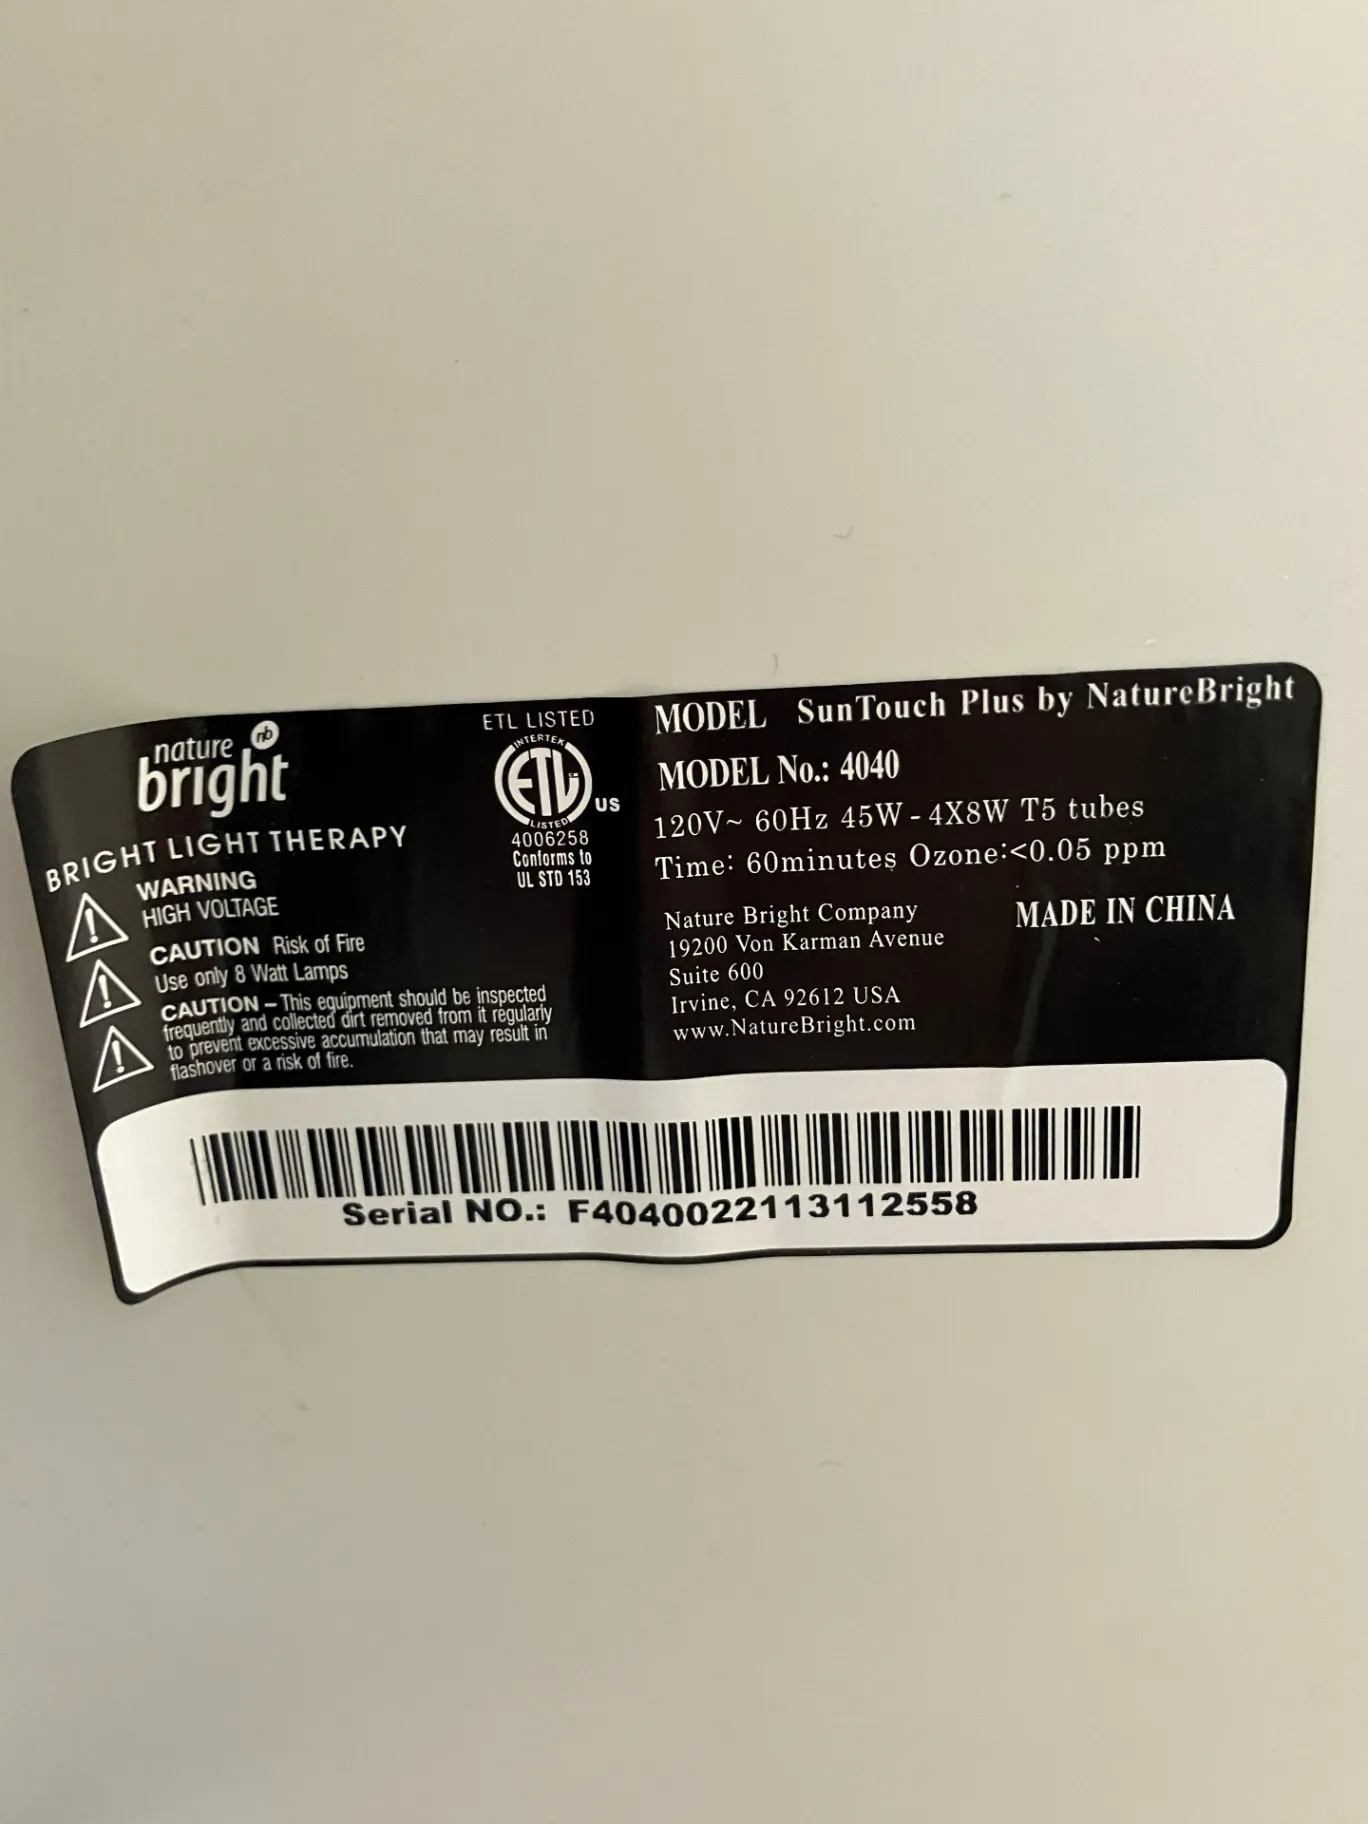 nature nb
bright
BRIGHT LIGHT THERAPY
WARNING
HIGH VOLTAGE
CAUTION Risk of Fire
Use only 8 Watt Lamps
CAUTION – This equipment should be inspected
frequently and collected dirt removed from it regularly
to prevent excessive accumulation that may result in
flashover or a risk of fire.
ETL LISTED
INTERTEK
ETL
LISTED
US
4006258
Conforms to
UL STD 153
MODEL SunTouch Plus by NatureBright
MODEL No.: 4040
120V~ 60Hz 45W - 4X8W T5 tubes
Time: 60minutes Ozone:<0.05 ppm
Nature Bright Company
19200 Von Karman Avenue
Suite 600
Irvine, CA 92612 USA
www.NatureBright.com
MADE IN CHINA
Serial NO.: F4040022113112558